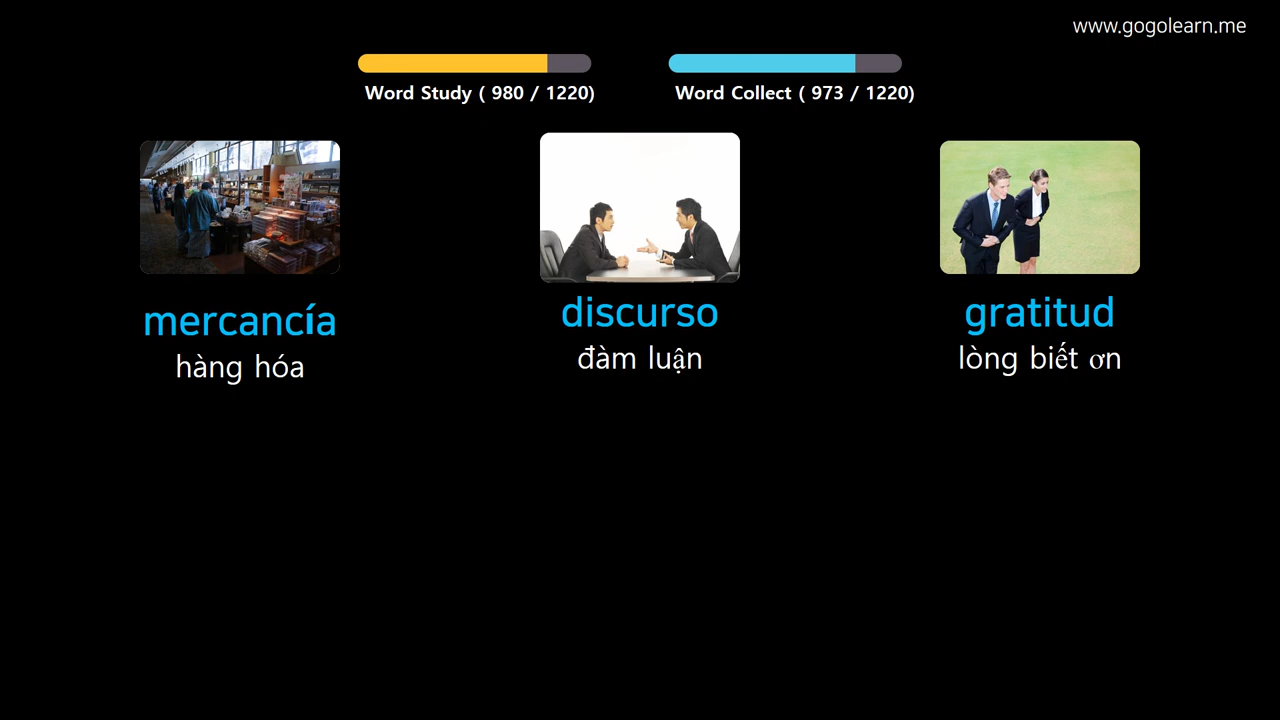 www.gogolearn.me
Word Study ( 980 / 1220)
Word Collect ( 973 / 1220)
mercancía
hàng hóa
discurso
đàm luận
gratitud
lòng biết ơn